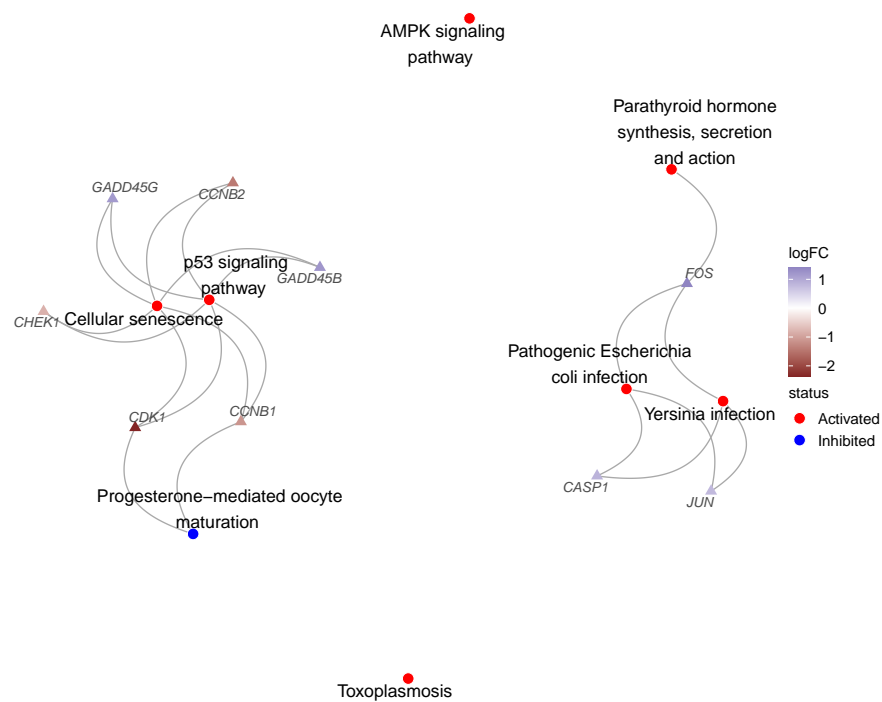 AMPK signaling
pathway
Parathyroid hormone
synthesis, secretion
and action
GADD45G
CCNB2
p53 signaling
pathway
GADD45B
FOS
CHEK1
Cellular senescence
Pathogenic Escherichia
coli infection
Yersinia infection
CDK1
CCNB1
CASP1
JUN
Progesterone−mediated oocyte
maturation
Toxoplasmosis
logFC
1
0
−1
−2
status
Activated
Inhibited